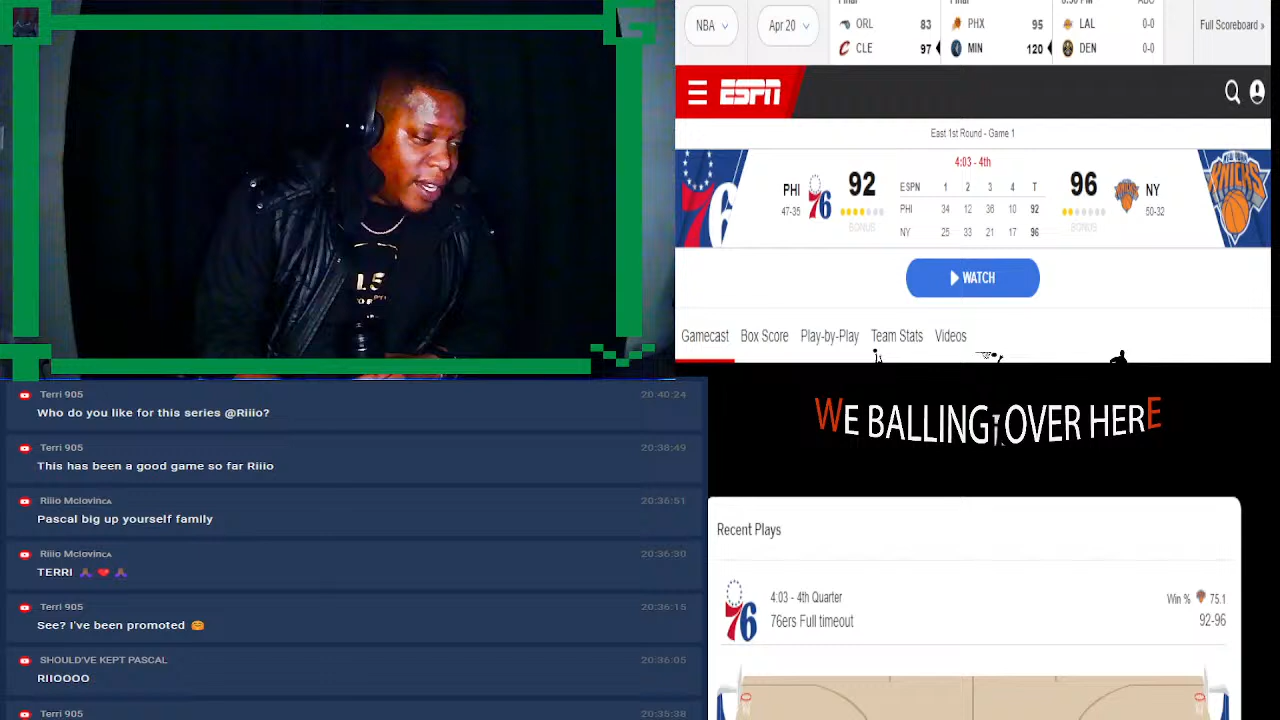 Final
ORL 83
CLE 97
Final
PHX 95
MIN 120
LAL 0-0
DEN 0-0
NBA
Apr 20
Full Scoreboard »
ESPN
East 1st Round - Game 1
PHI
47-35
92
BONUS
4:03 - 4th
ESPN 1 2 3 4 T
PHI 34 12 36 10 92
NY 25 33 21 17 96
96
BONUS
NY
50-32
KNICKS
WATCH
Gamecast Box Score Play-by-Play Team Stats Videos
WE BALLING OVER HERE
Recent Plays
76
4:03 - 4th Quarter
76ers Full timeout
Win % 75.1
92-96
Terri 905 20:40:24
Who do you like for this series @Riiio?
Terri 905 20:38:49
This has been a good game so far Riiio
Riiio MclovinCA 20:36:51
Pascal big up yourself family
Riiio MclovinCA 20:36:30
TERRI 🙏🏾 ❤️ 🙏🏾
Terri 905 20:36:15
See? I've been promoted 🤗
SHOULD'VE KEPT PASCAL 20:36:05
RIIOOOO
Terri 905 20:35:38